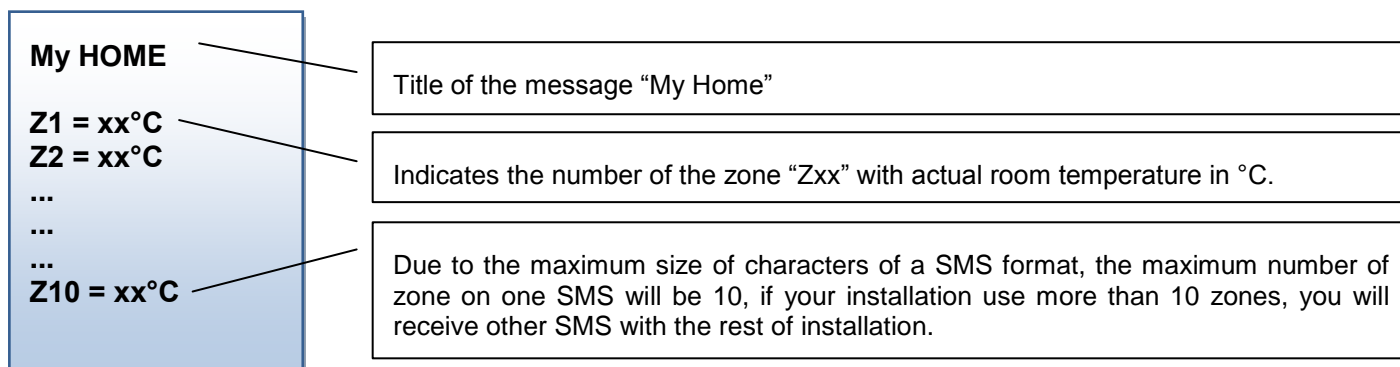 My HOME
Z1 = xx°C
Z2 = xx°C
...
...
...
Z10 = xx°C
Title of the message “My Home”
Indicates the number of the zone “Zxx” with actual room temperature in °C.
Due to the maximum size of characters of a SMS format, the maximum number of
zone on one SMS will be 10, if your installation use more than 10 zones, you will
receive other SMS with the rest of installation.